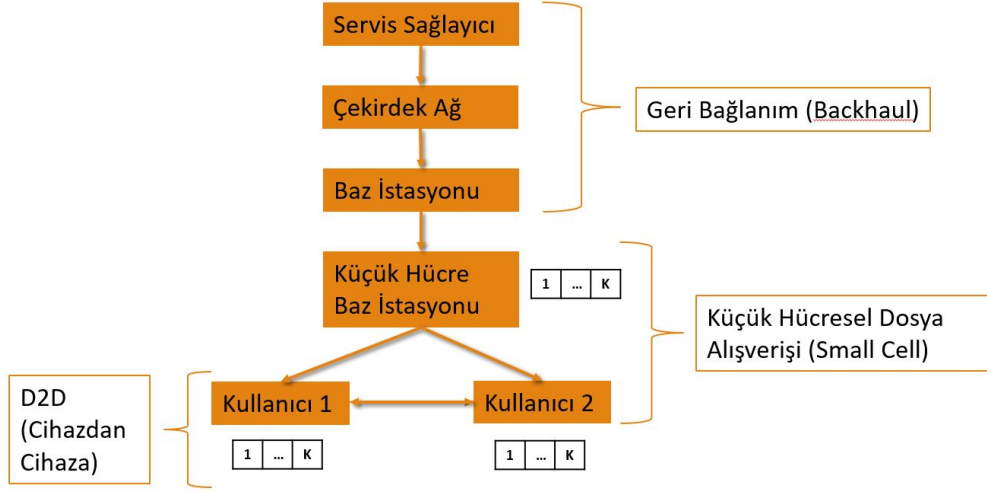 Servis Sağlayıcı
Çekirdek Ağ
Geri Bağlanım (Backhaul)
Baz İstasyonu
Küçük Hücre
Baz İstasyonu
1 ... K
Küçük Hücresel Dosya
Alışverişi (Small Cell)
D2D
(Cihazdan
Cihaza)
Kullanıcı 1
Kullanıcı 2
1 ... K
1 ... K